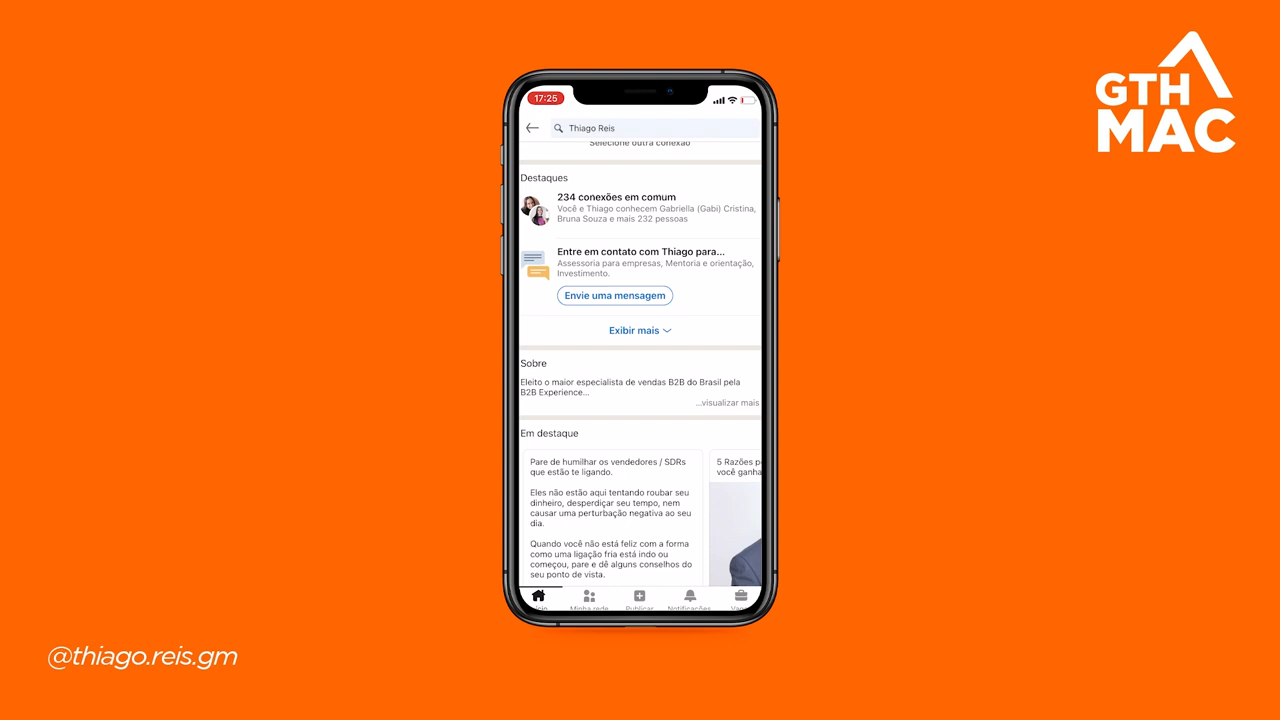 GTH
MAC
17:25
Thiago Reis
Selecione outra conexão
Destaques
234 conexões em comum
Você e Thiago conhecem Gabriella (Gabi) Cristina,
Bruna Souza e mais 232 pessoas
Entre em contato com Thiago para...
Assessoria para empresas, Mentoria e orientação,
Investimento.
Envie uma mensagem
Exibir mais
Sobre
Eleito o maior especialista de vendas B2B do Brasil pela
B2B Experience...
...visualizar mais
Em destaque
Pare de humilhar os vendedores / SDRs
que estão te ligando.
Eles não estão aqui tentando roubar seu
dinheiro, desperdiçar seu tempo, nem
causar uma perturbação negativa ao seu
dia.
Quando você não está feliz com a forma
como uma ligação fria está indo ou
começou, pare e dê alguns conselhos do
seu ponto de vista.
5 Razões
você ganha
Minha rede
Publicar
Notificações
@thiago.reis.gm